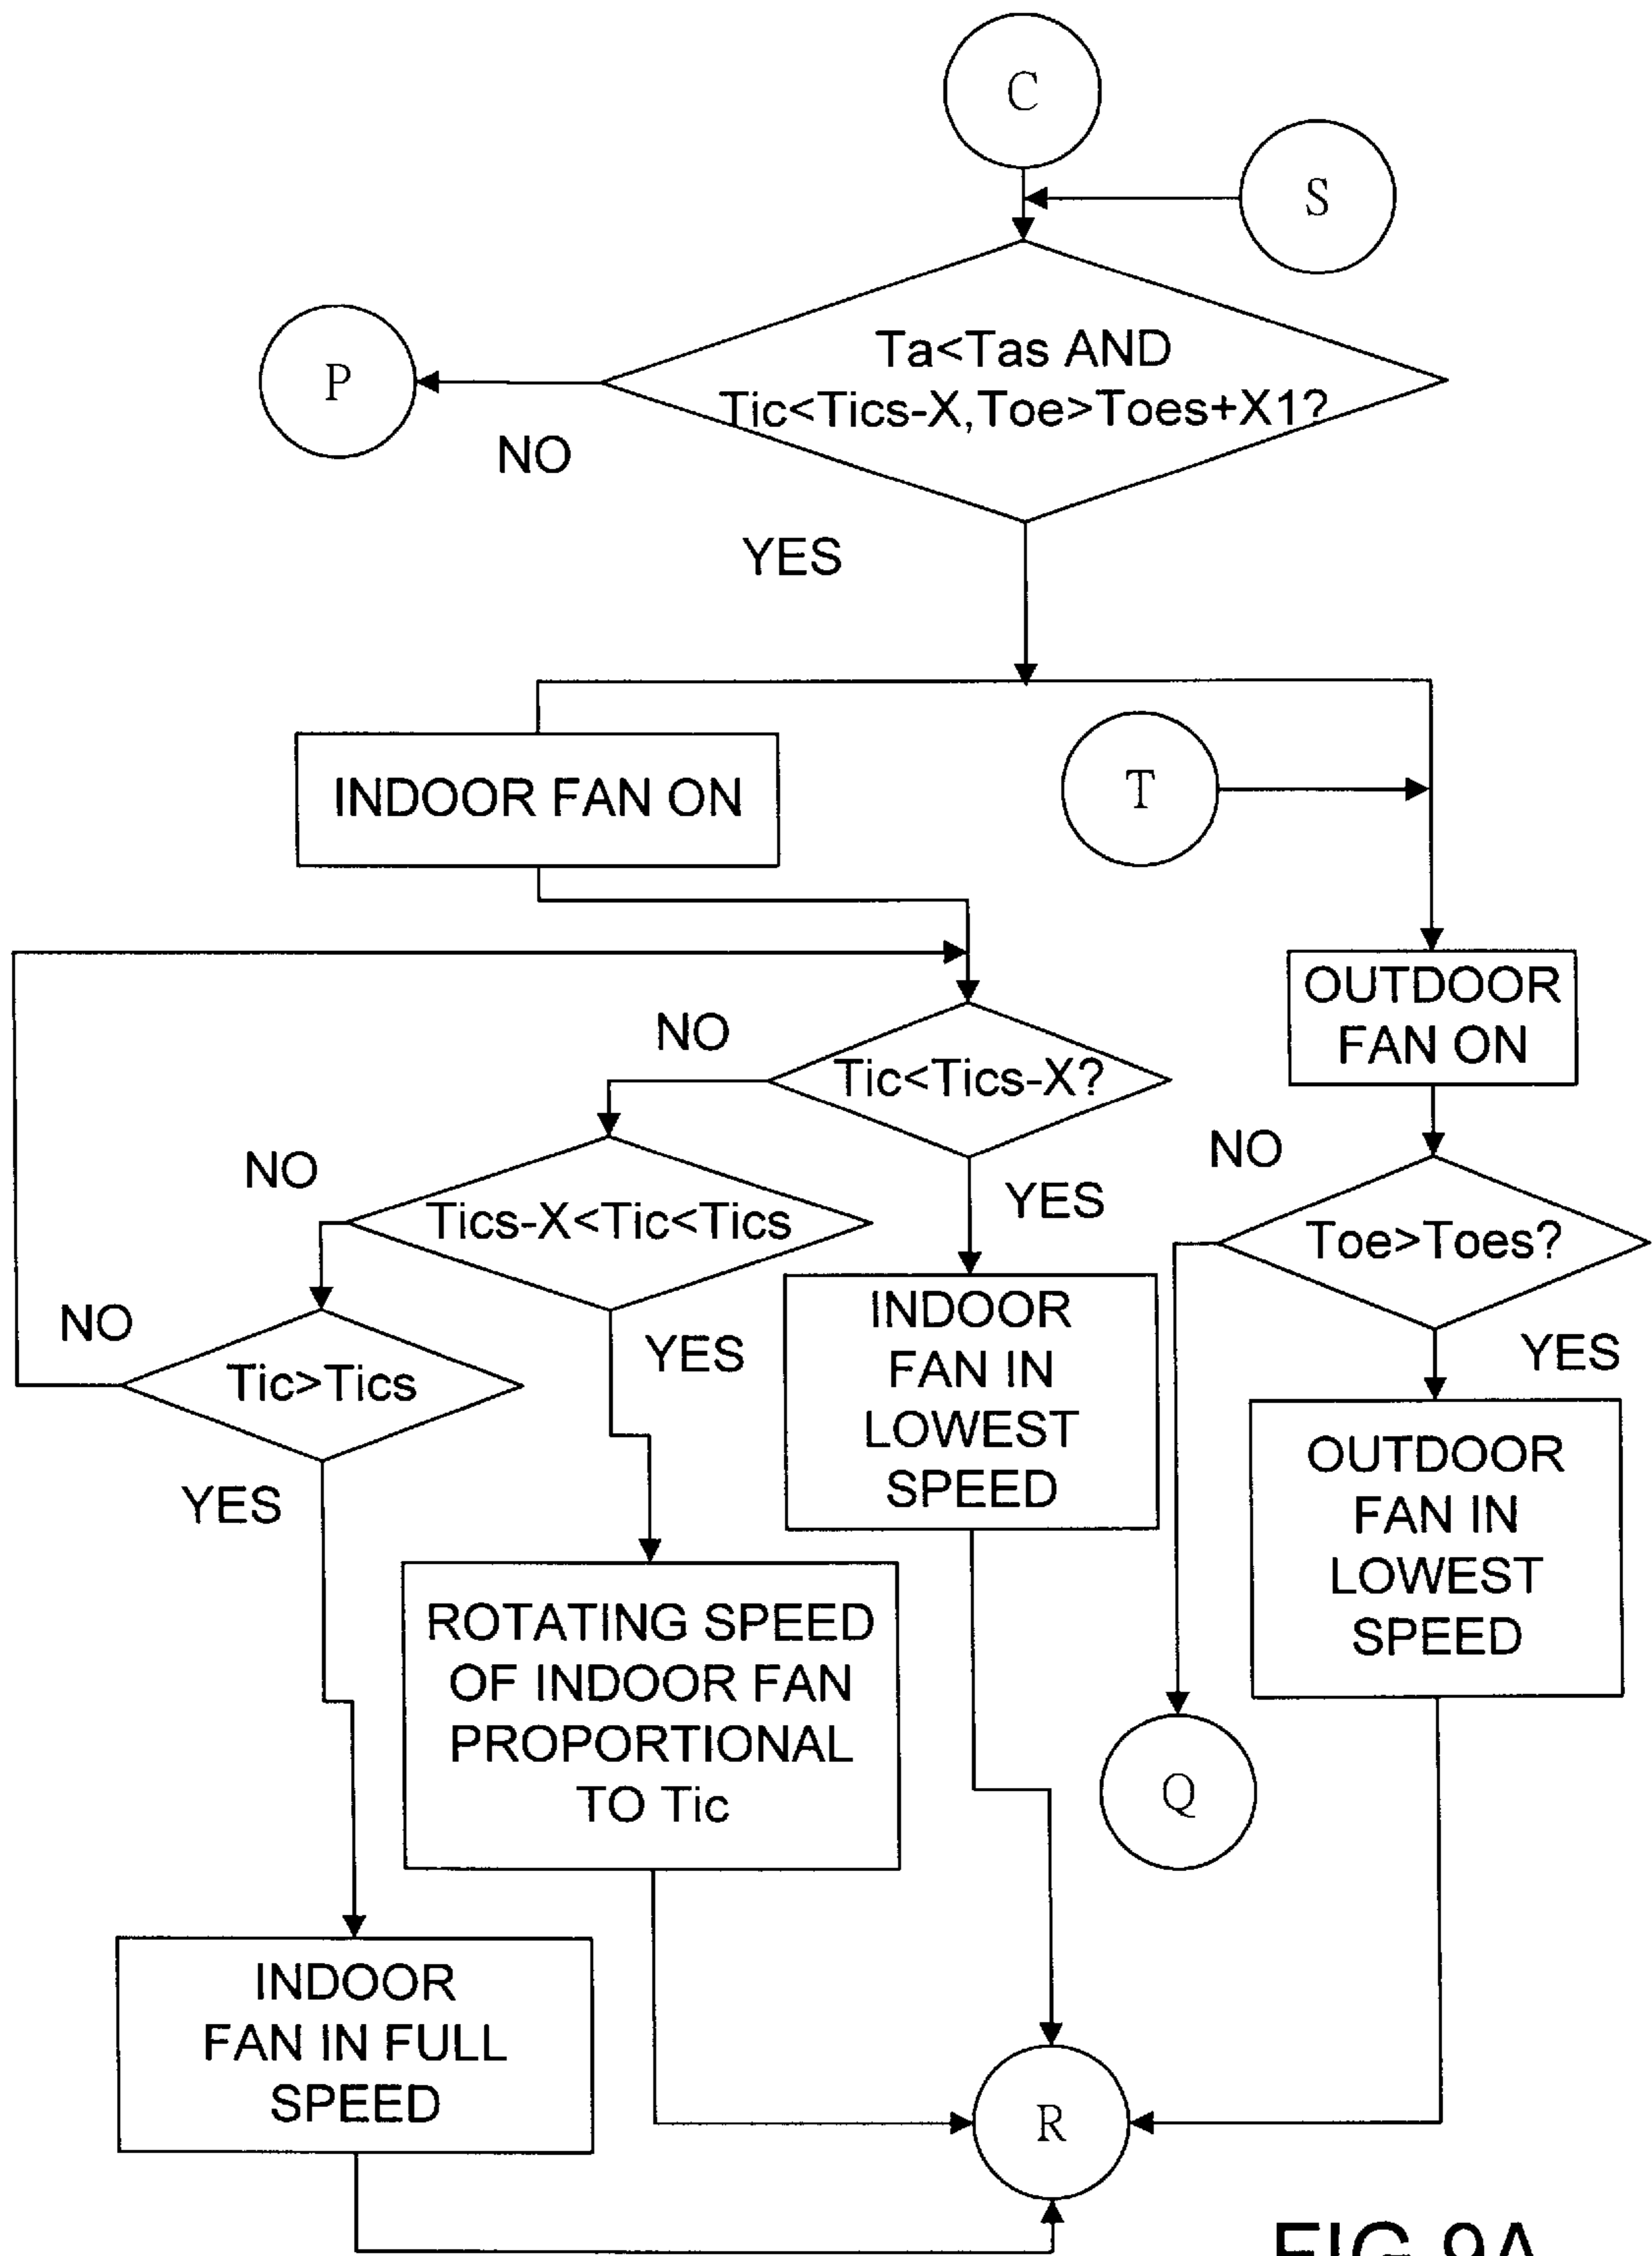 C
S
Ta<Tas AND
Tic<Tics-X,Toe>Toes+X1?
P
NO
YES
INDOOR FAN ON
T
OUTDOOR
FAN ON
NO
Tic<Tics-X?
NO
Tics-X<Tic<Tics
YES
NO
Toe>Toes?
NO
Tic>Tics
YES
INDOOR
FAN IN
LOWEST
SPEED
YES
OUTDOOR
FAN IN
LOWEST
SPEED
YES
ROTATING SPEED
OF INDOOR FAN
PROPORTIONAL
TO Tic
Q
INDOOR
FAN IN FULL
SPEED
R
FIG.9A